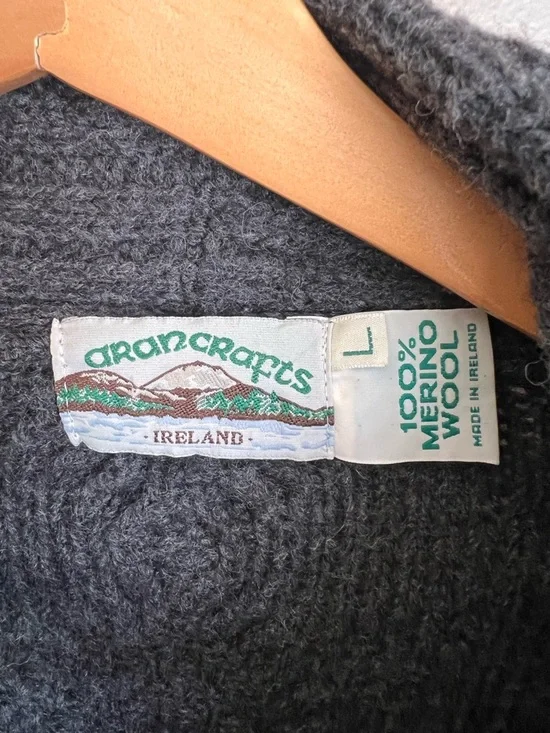 arancrafts
· IRELAND ·
L
100%
MERINO
WOOL
MADE IN IRELAND